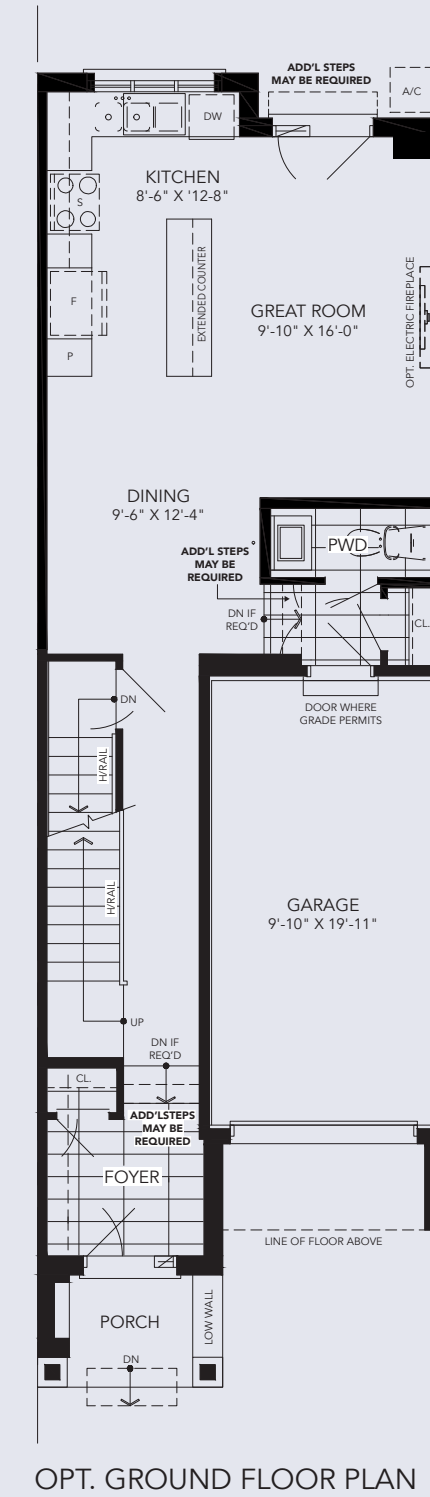 ADD'L STEPS
MAY BE REQUIRED
A/C
DW
KITCHEN
8'-6" X '12-8"
S
EXTENDED COUNTER
F
GREAT ROOM
9'-10" X 16'-0"
OPT. ELECTRIC FIREPLACE
P
DINING
9'-6" X 12'-4"
PWD
ADD'L STEPS
MAY BE
REQUIRED
DN IF
REQ'D
CL.
DN
DOOR WHERE
GRADE PERMITS
H/RAIL
H/RAIL
GARAGE
9'-10" X 19'-11"
UP
DN IF
REQ'D
CL.
ADD'LSTEPS
MAY BE
REQUIRED
FOYER
LINE OF FLOOR ABOVE
PORCH
LOW WALL
DN
OPT. GROUND FLOOR PLAN